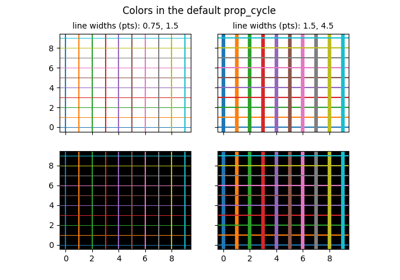 Colors in the default prop_cycle
line widths (pts): 0.75, 1.5
line widths (pts): 1.5, 4.5
8
6
4
2
0
8
6
4
2
0
0 2 4 6 8
0 2 4 6 8